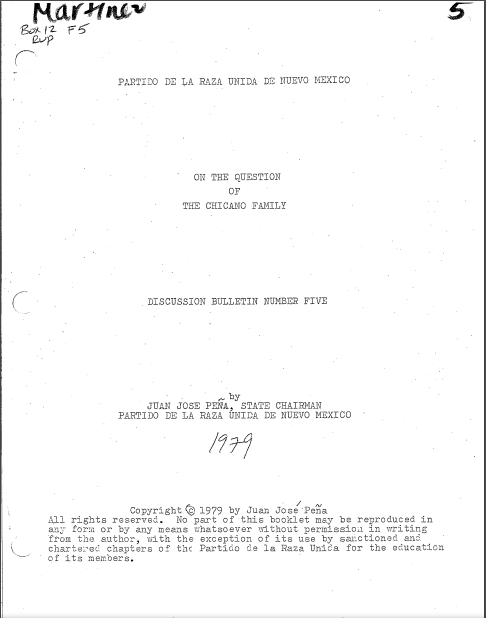 Martinez
5
Box 12 F5
RUP
PARTIDO DE LA RAZA UNIDA DE NUEVO MEXICO
ON THE QUESTION
OF
THE CHICANO FAMILY
DISCUSSION BULLETIN NUMBER FIVE
by
JUAN JOSE PEÑA, STATE CHAIRMAN
PARTIDO DE LA RAZA UNIDA DE NUEVO MEXICO
1979
Copyright © 1979 by Juan José Peña
All rights reserved. No part of this booklet may be reproduced in
any form or by any means whatsoever without permission in writing
from the author, with the exception of its use by sanctioned and
chartered chapters of the Partido de la Raza Unida for the education
of its members.